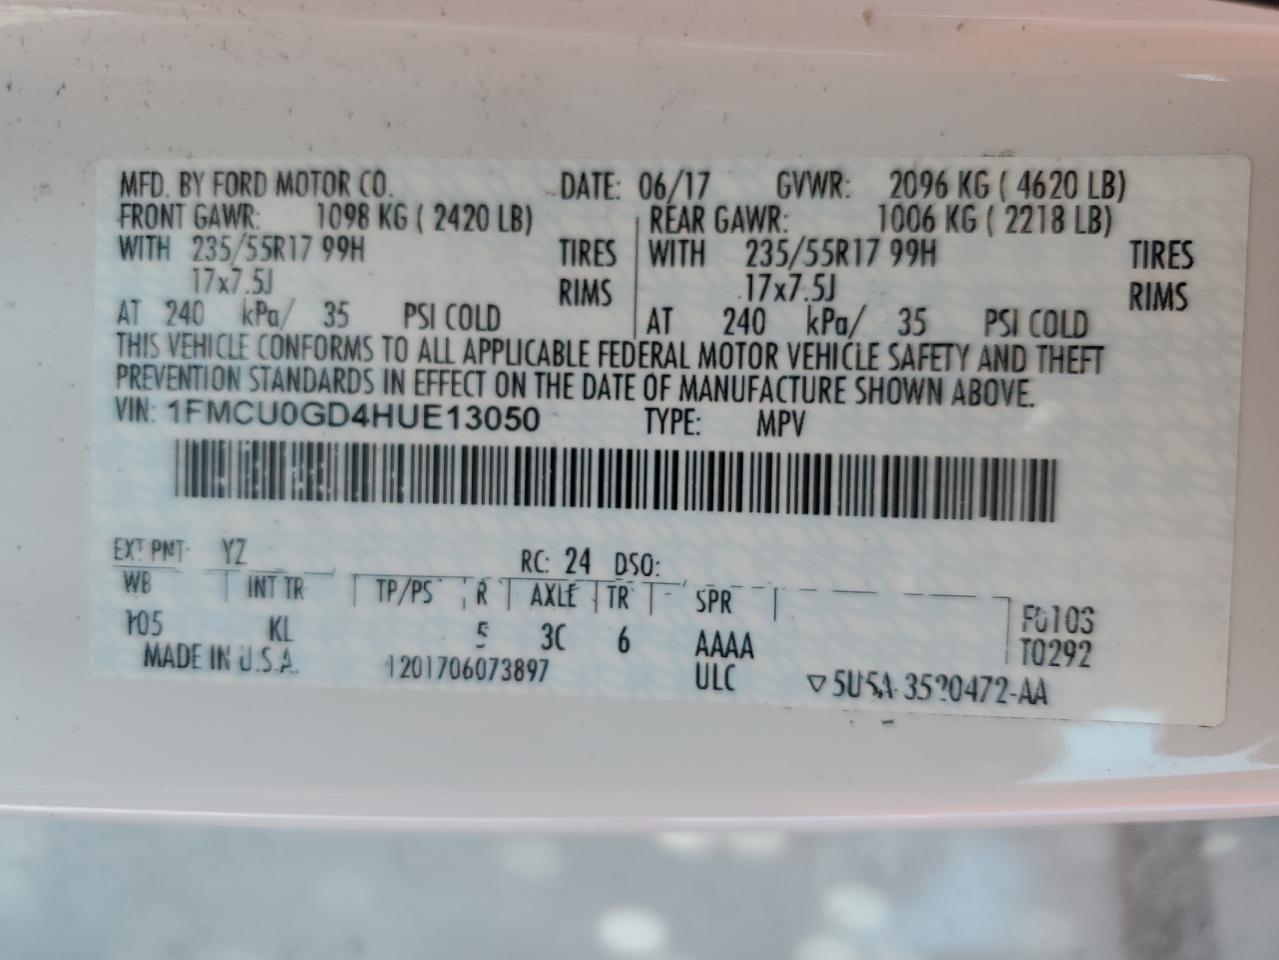 MFD. BY FORD MOTOR CO. DATE: 06/17 GVWR: 2096 KG ( 4620 LB)
FRONT GAWR: 1098 KG ( 2420 LB) REAR GAWR: 1006 KG ( 2218 LB)
WITH 235/55R17 99H TIRES WITH 235/55R17 99H TIRES
17x7.5J RIMS 17x7.5J RIMS
AT 240 kPa/ 35 PSI COLD AT 240 kPa/ 35 PSI COLD
THIS VEHICLE CONFORMS TO ALL APPLICABLE FEDERAL MOTOR VEHICLE SAFETY AND THEFT
PREVENTION STANDARDS IN EFFECT ON THE DATE OF MANUFACTURE SHOWN ABOVE.
VIN: 1FMCU0GD4HUE13050 TYPE: MPV
EXT PNT: YZ RC: 24 DSO:
WB INT TR TP/PS R AXLE TR SPR
105 KL 5 3C 6 AAAA
T0292
MADE IN U.S.A. 1201706073897 ULC